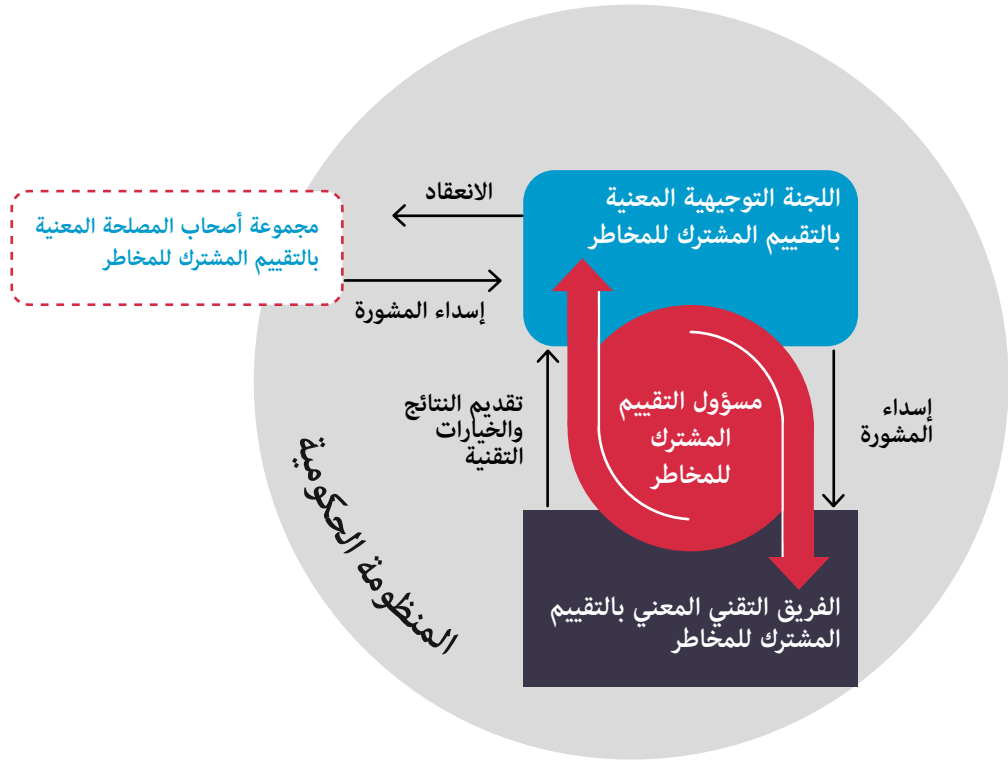 اللجنة التوجيهية المعنية
بالتقييم المشترك للمخاطر
الانعقاد
مجموعة أصحاب المصلحة المعنية
بالتقييم المشترك للمخاطر
إسداء المشورة
إسداء
المشورة
مسؤول التقييم
المشترك
للمخاطر
تقديم النتائج
والخيارات
التقنية
الفريق التقني المعني بالتقييم
المشترك للمخاطر
المنظومة الحكومية